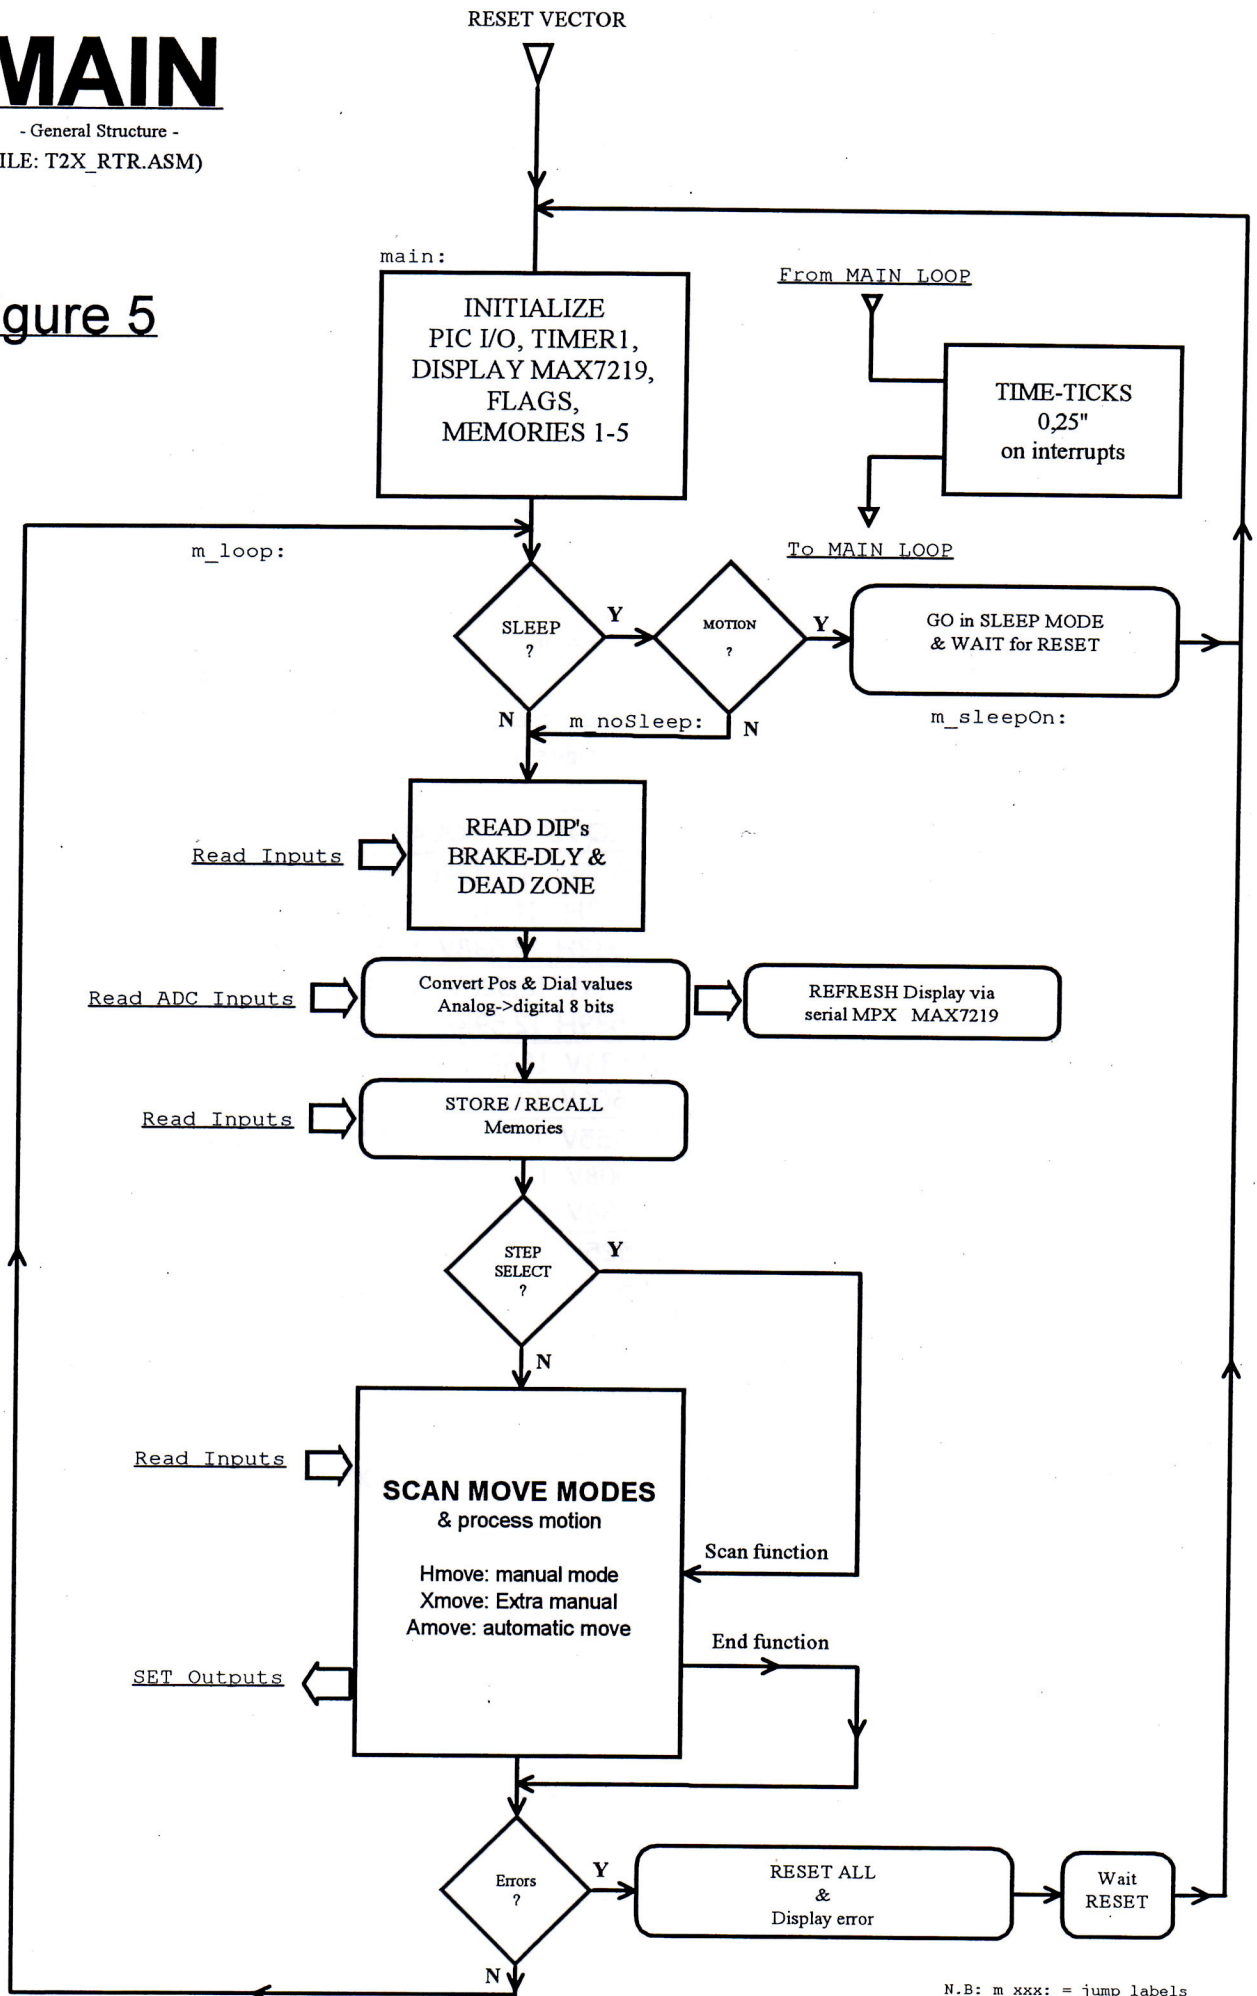 RESET VECTOR
MAIN
- General Structure -
ILE: T2X_RTR.ASM)
gure 5
main:
INITIALIZE
PIC I/O, TIMER1,
DISPLAY MAX7219,
FLAGS,
MEMORIES 1-5
From MAIN LOOP
TIME-TICKS
0,25"
on interrupts
To MAIN LOOP
m_loop:
SLEEP
?
Y
MOTION
?
Y
GO in SLEEP MODE
& WAIT for RESET
N
m_noSleep:
N
m_sleepOn:
Read Inputs
READ DIP's
BRAKE-DLY &
DEAD ZONE
Read ADC Inputs
Convert Pos & Dial values
Analog->digital 8 bits
REFRESH Display via
serial MPX MAX7219
Read Inputs
STORE / RECALL
Memories
STEP
SELECT
?
Y
N
Read Inputs
SCAN MOVE MODES
& process motion
Hmove: manual mode
Xmove: Extra manual
Amove: automatic move
Scan function
End function
SET Outputs
Errors
?
Y
RESET ALL
&
Display error
Wait
RESET
N
N.B: m_xxx: = jump labels